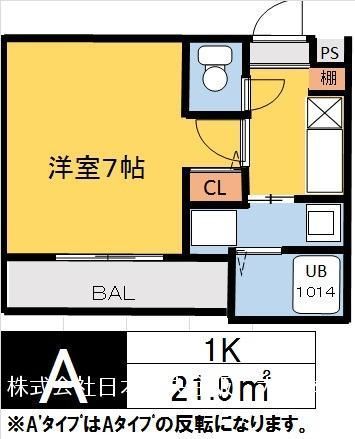 PS
棚
洋室7帖
CL
UB
1014
BAL
A
1K
21.9㎡
株式会社日本
※A'タイプはAタイプの反転になります。